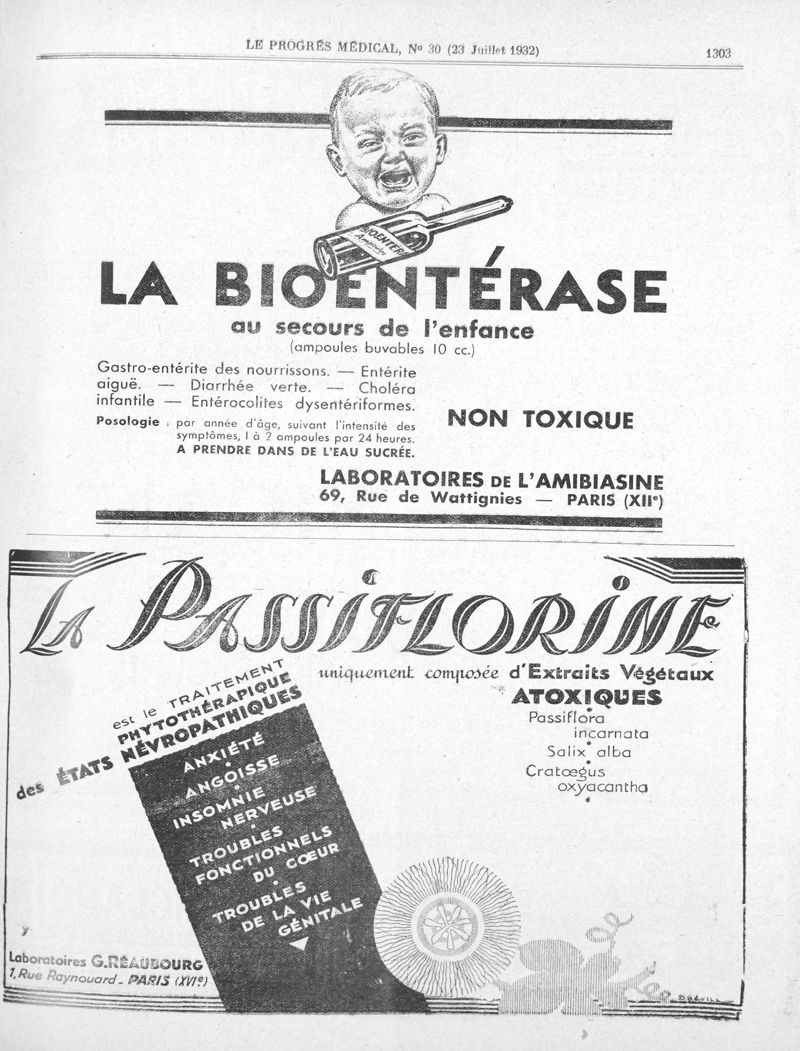 LE PROGRÈS MÉDICAL, No 30 (23 Juillet 1932)
1303
BIOENTER
LA BIOENTÉRASE
au secours de l'enfance
(ampoules buvables 10 cc.)
Gastro-entérite des nourrissons. — Entérite
aiguë. — Diarrhée verte. — Choléra
infantile — Entérocolites dysentériformes.
Posologie : par année d'âge, suivant l'intensité des
symptômes, 1 à 2 ampoules par 24 heures.
A PRENDRE DANS DE L'EAU SUCRÉE.
NON TOXIQUE
LABORATOIRES DE L'AMIBIASINE
69, Rue de Wattignies — PARIS (XIIe)
LA PASSIFLORINE
uniquement composée d'Extraits Végétaux
ATOXIQUES
Passiflora
incarnata
Salix alba
Cratœgus
oxyacantha
est le TRAITEMENT
PHYTOTHÉRAPIQUE
des ÉTATS NÉVROPATHIQUES
ANXIÉTÉ
ANGOISSE
INSOMNIE
NERVEUSE
TROUBLES
FONCTIONNELS
DU CŒUR
TROUBLES
DE LA VIE
GÉNITALE
Laboratoires G.RÉAUBOURG
1, Rue Raynouard - PARIS (XVIe)